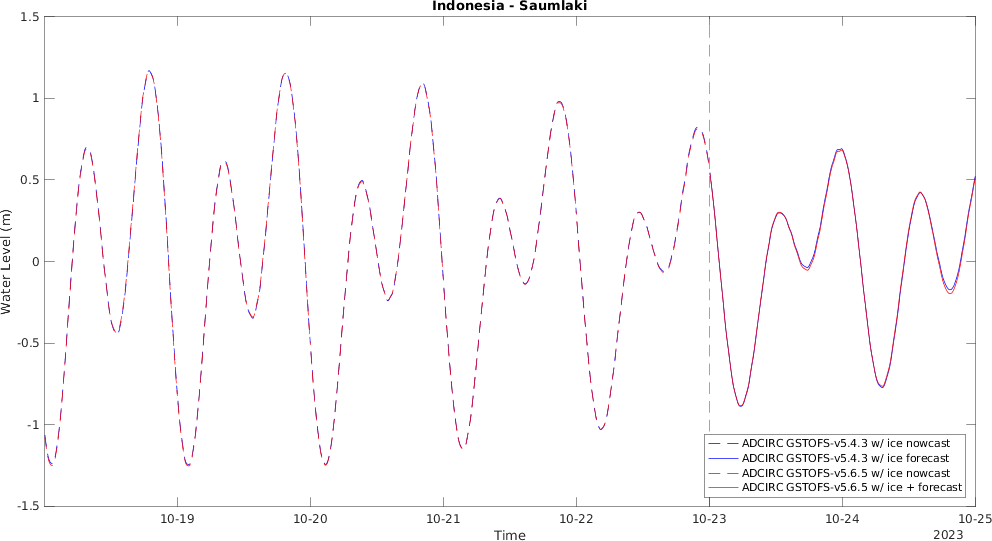 Indonesia - Saumlaki
1.5
1
0.5
0
-0.5
-1
-1.5
Water Level (m)
10-19
10-20
10-21
10-22
10-23
10-24
10-25
Time
2023
ADCIRC GSTOFS-v5.4.3 w/ ice nowcast
ADCIRC GSTOFS-v5.4.3 w/ ice forecast
ADCIRC GSTOFS-v5.6.5 w/ ice nowcast
ADCIRC GSTOFS-v5.6.5 w/ ice + forecast